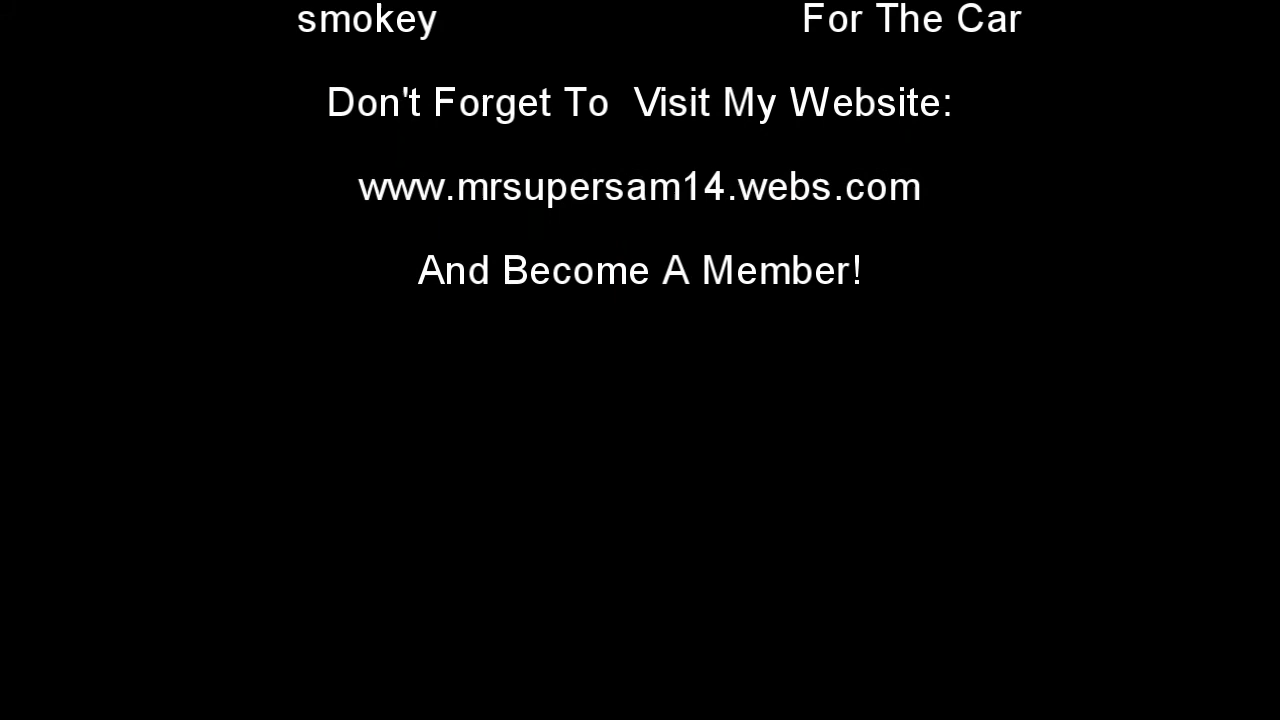 smokey For The Car
Don't Forget To  Visit My Website:
www.mrsupersam14.webs.com
And Become A Member!